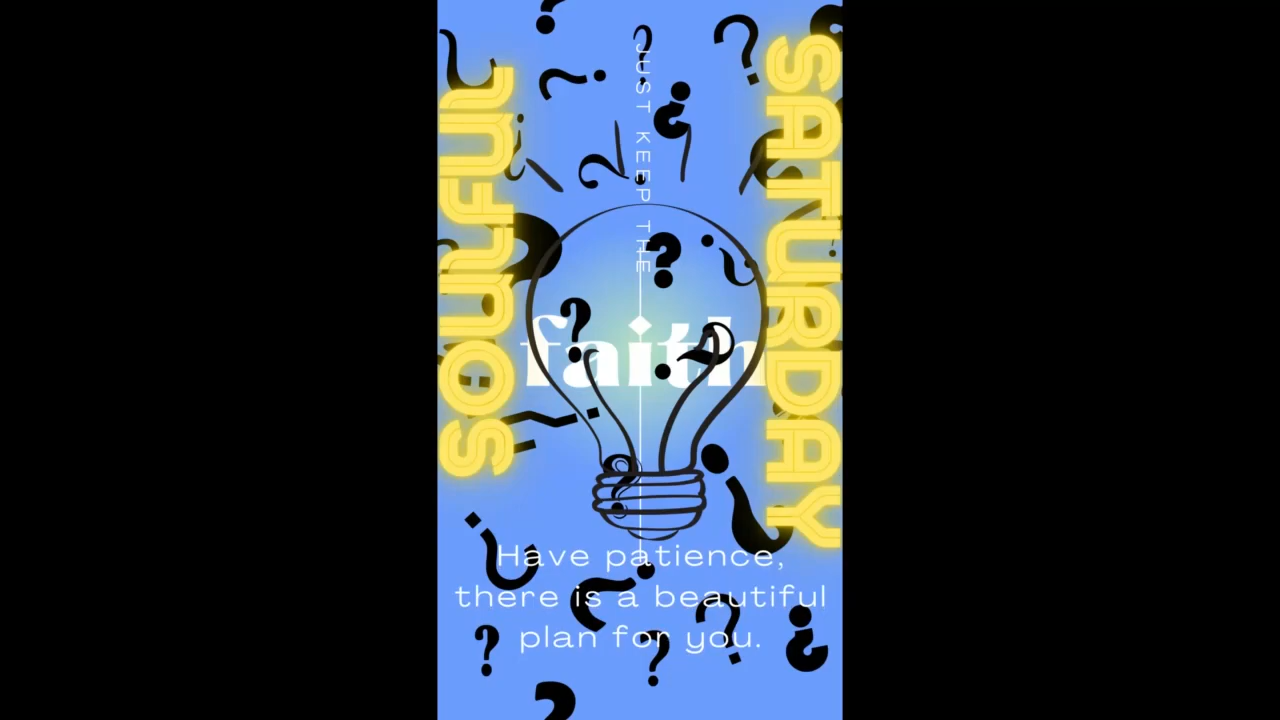 SOULFUL
SATURDAY
JUST KEEP THE
faith
Have patience,
there is a beautiful
plan for you.